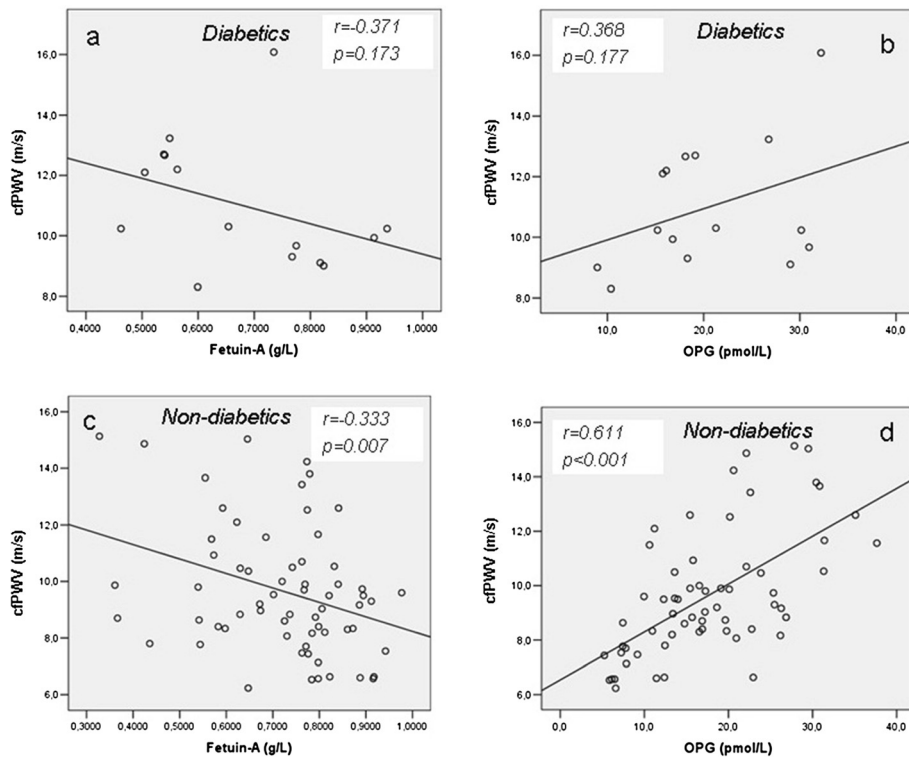 a
Diabetics
r=-0.371
p=0.173
cfPWV (m/s)
16,0
14,0
12,0
10,0
8,0
0,4000 0,5000 0,6000 0,7000 0,8000 0,9000 1,0000
Fetuin-A (g/L)
r=0.368
p=0.177
Diabetics
b
cfPWV (m/s)
16,0
14,0
12,0
10,0
8,0
10,0 20,0 30,0 40,0
OPG (pmol/L)
c
Non-diabetics
r=-0.333
p=0.007
cfPWV (m/s)
16,0
14,0
12,0
10,0
8,0
6,0
0,3000 0,4000 0,5000 0,6000 0,7000 0,8000 0,9000 1,0000
Fetuin-A (g/L)
r=0.611
p<0.001
Non-diabetics
d
cfPWV (m/s)
16,0
14,0
12,0
10,0
8,0
6,0
0,0 10,0 20,0 30,0 40,0
OPG (pmol/L)